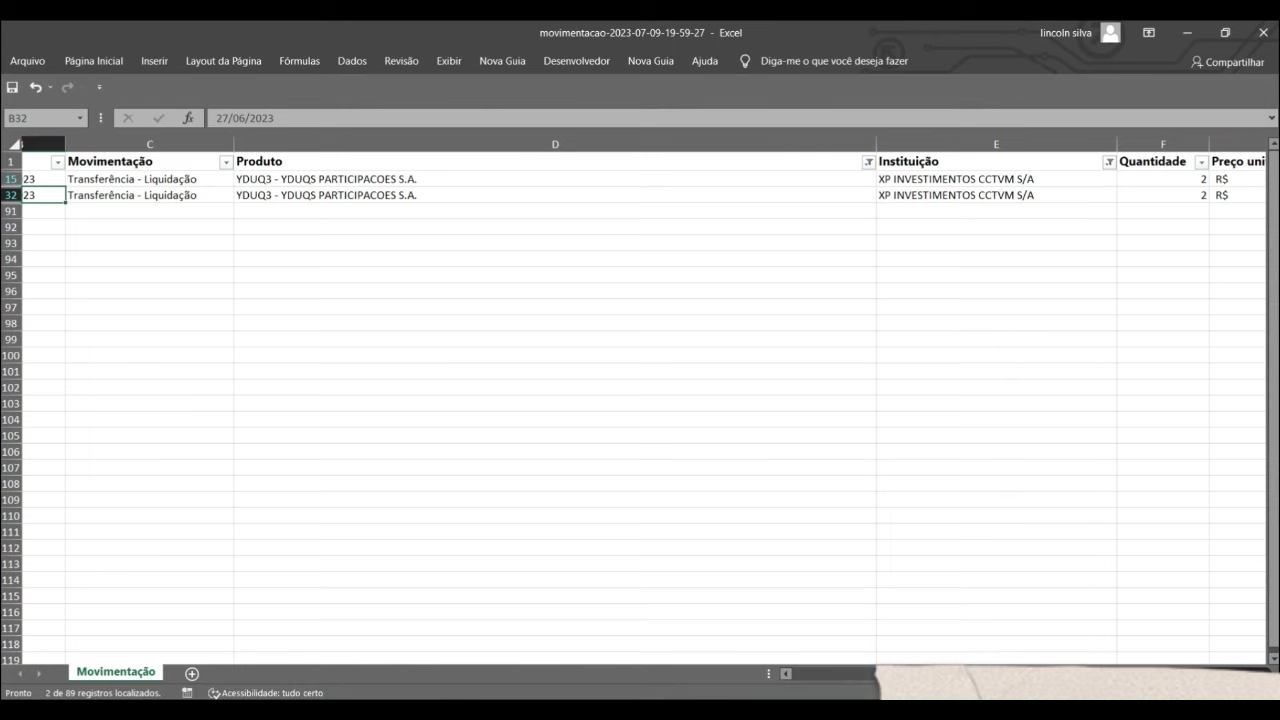 movimentacao-2023-07-09-19-59-27 - Excel
lincoln silva
Arquivo Página Inicial Inserir Layout da Página Fórmulas Dados Revisão Exibir Nova Guia Desenvolvedor Nova Guia Ajuda Diga-me o que você deseja fazer Compartilhar
B32 fx 27/06/2023
C D E F
1 Movimentação Produto Instituição Quantidade Preço uni
15 23 Transferência - Liquidação YDUQ3 - YDUQS PARTICIPACOES S.A. XP INVESTIMENTOS CCTVM S/A 2 R$
32 23 Transferência - Liquidação YDUQ3 - YDUQS PARTICIPACOES S.A. XP INVESTIMENTOS CCTVM S/A 2 R$
91
92
93
94
95
96
97
98
99
100
101
102
103
104
105
106
107
108
109
110
111
112
113
114
115
116
117
118
119
Movimentação
Pronto 2 de 89 registros localizados. Acessibilidade: tudo certo